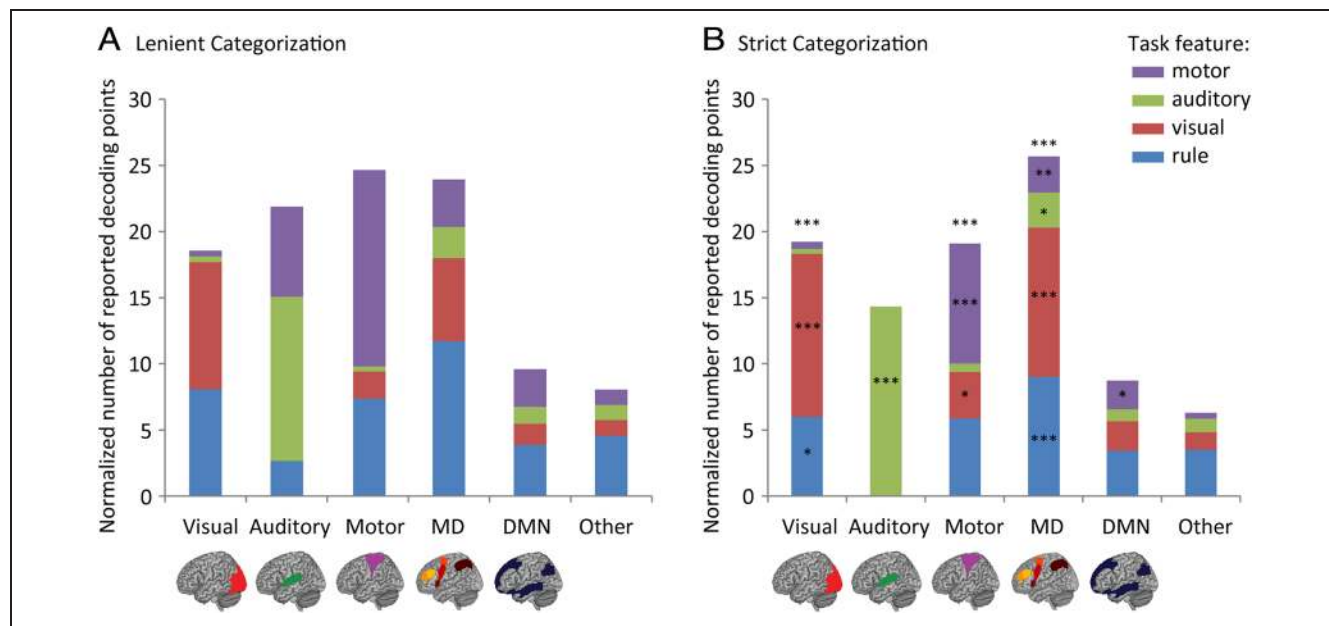 A Lenient Categorization
Normalized number of reported decoding points
30
25
20
15
10
5
0
Visual Auditory Motor MD DMN Other
B Strict Categorization
Task feature:
motor
auditory
visual
rule
Normalized number of reported decoding points
30
25
20
15
10
5
0
***
***
*
***
***
***
*
***
**
*
***
***
*
Visual Auditory Motor MD DMN Other